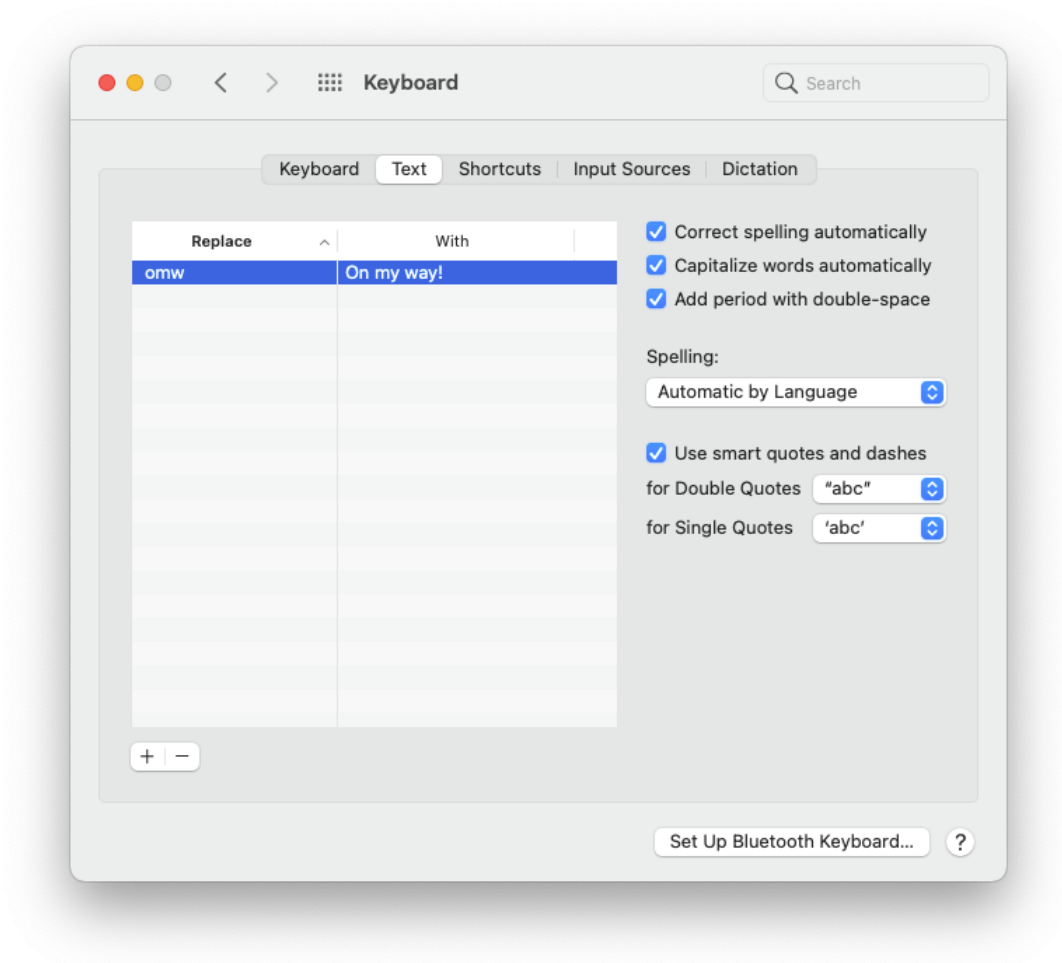 Keyboard
Search
Keyboard Text Shortcuts Input Sources Dictation
Replace With
omw On my way!
Correct spelling automatically
Capitalize words automatically
Add period with double-space
Spelling:
Automatic by Language
Use smart quotes and dashes
for Double Quotes “abc”
for Single Quotes ‘abc’
+ −
Set Up Bluetooth Keyboard... ?